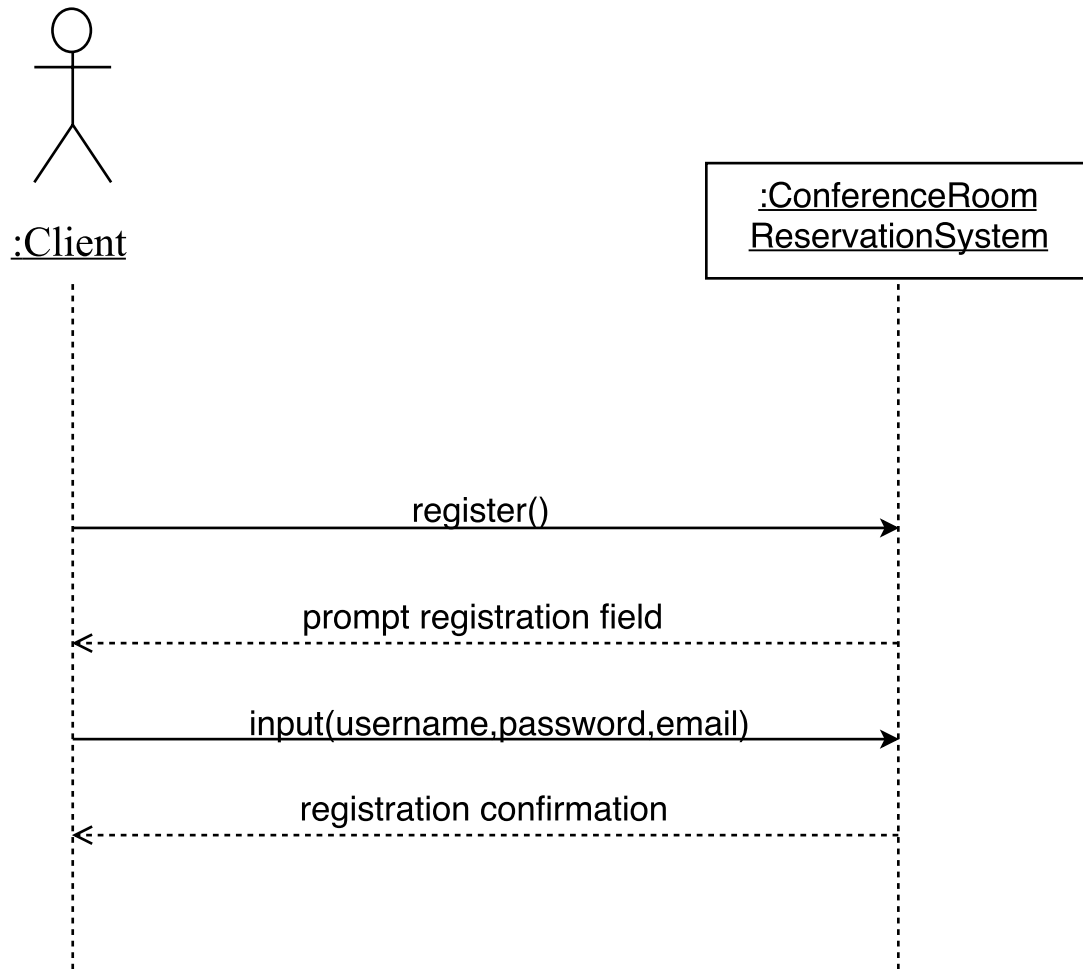 :Client
:ConferenceRoom
ReservationSystem
register()
prompt registration field
input(username,password,email)
registration confirmation